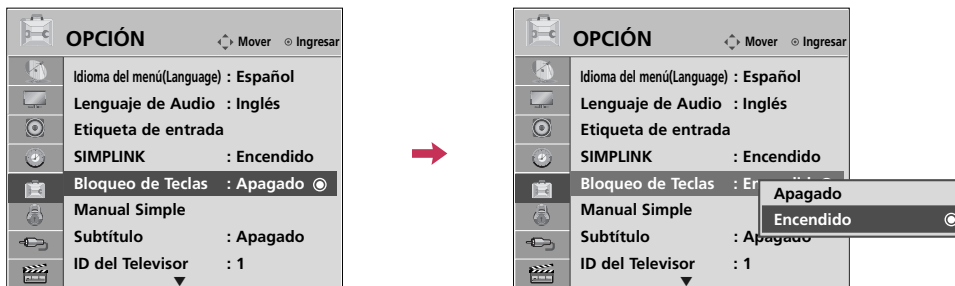 OPCIÓN
Mover
Ingresar
Idioma del menú(Language) : Español
Lenguaje de Audio : Inglés
Etiqueta de entrada
SIMPLINK : Encendido
Bloqueo de Teclas : Apagado
Manual Simple
Subtítulo : Apagado
ID del Televisor : 1
OPCIÓN
Mover
Ingresar
Idioma del menú(Language) : Español
Lenguaje de Audio : Inglés
Etiqueta de entrada
SIMPLINK : Encendido
Bloqueo de Teclas :
Apagado
Encendido
Manual Simple
Subtítulo : Apagado
ID del Televisor : 1